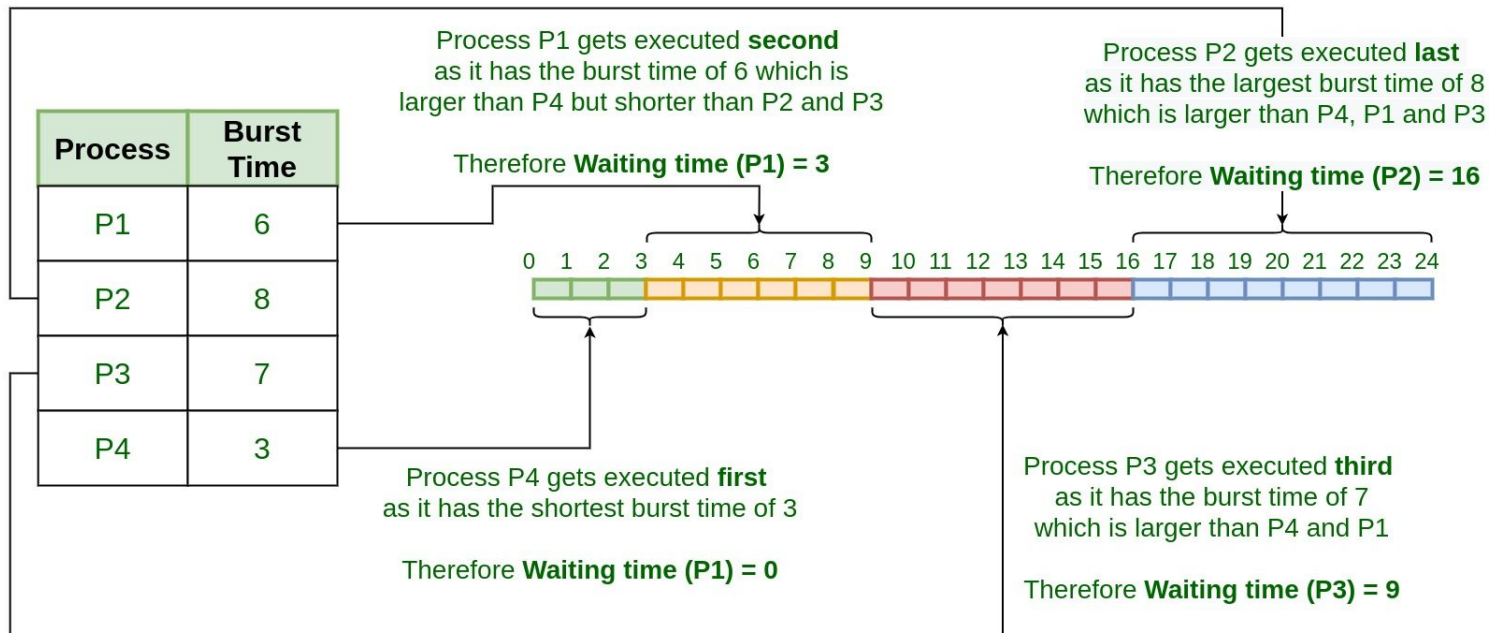 Process P1 gets executed second
as it has the burst time of 6 which is
larger than P4 but shorter than P2 and P3
Therefore Waiting time (P1) = 3
Process P2 gets executed last
as it has the largest burst time of 8
which is larger than P4, P1 and P3
Therefore Waiting time (P2) = 16
Process Burst Time
P1 6
P2 8
P3 7
P4 3
0 1 2 3 4 5 6 7 8 9 10 11 12 13 14 15 16 17 18 19 20 21 22 23 24
Process P4 gets executed first
as it has the shortest burst time of 3
Therefore Waiting time (P1) = 0
Process P3 gets executed third
as it has the burst time of 7
which is larger than P4 and P1
Therefore Waiting time (P3) = 9